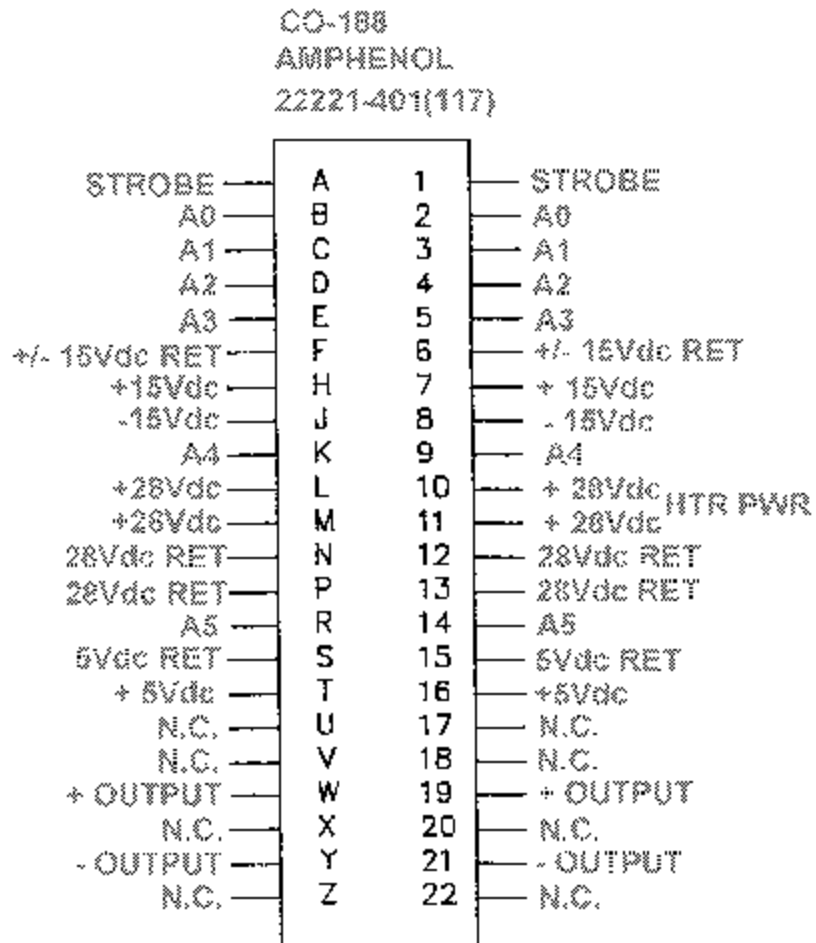 CO-188
AMPHENOL
22221-401(117)
STROBE A 1 STROBE
A0 B 2 A0
A1 C 3 A1
A2 D 4 A2
A3 E 5 A3
+/- 15Vdc RET F 6 +/- 15Vdc RET
+15Vdc H 7 + 15Vdc
-15Vdc J 8 - 15Vdc
A4 K 9 A4
+28Vdc L 10 + 28Vdc HTR PWR
+28Vdc M 11 + 28Vdc
28Vdc RET N 12 28Vdc RET
28Vdc RET P 13 28Vdc RET
A5 R 14 A5
5Vdc RET S 15 5Vdc RET
+ 5Vdc T 16 +5Vdc
N.C. U 17 N.C.
N.C. V 18 N.C.
+ OUTPUT W 19 + OUTPUT
N.C. X 20 N.C.
- OUTPUT Y 21 - OUTPUT
N.C. Z 22 N.C.